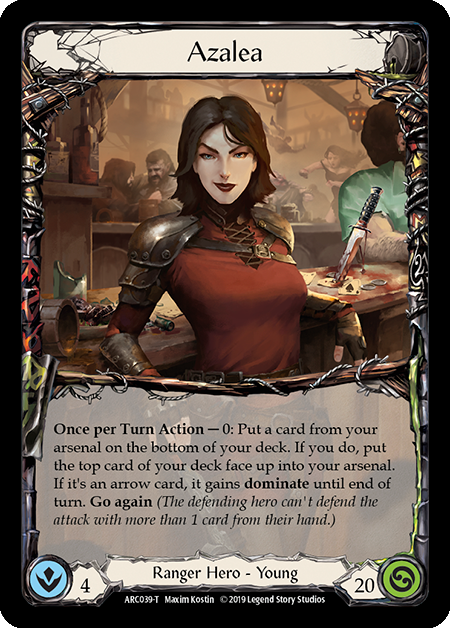 Azalea
Once per Turn Action — 0: Put a card from your
arsenal on the bottom of your deck. If you do, put
the top card of your deck face up into your arsenal.
If it's an arrow card, it gains dominate until end of
turn. Go again (The defending hero can't defend the
attack with more than 1 card from their hand.)
4
Ranger Hero - Young
20
ARC039-T Maxim Kostin © 2019 Legend Story Studios